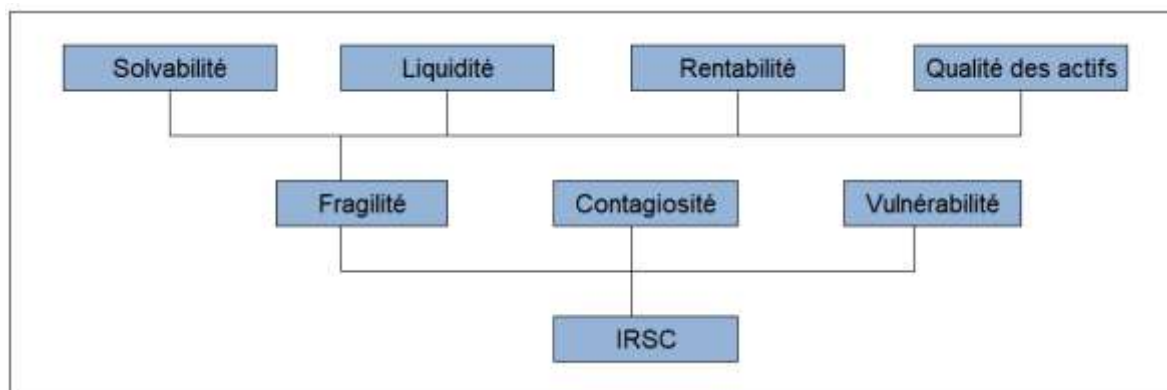 Solvabilité
Liquidité
Rentabilité
Qualité des actifs
Fragilité
Contagiosité
Vulnérabilité
IRSC